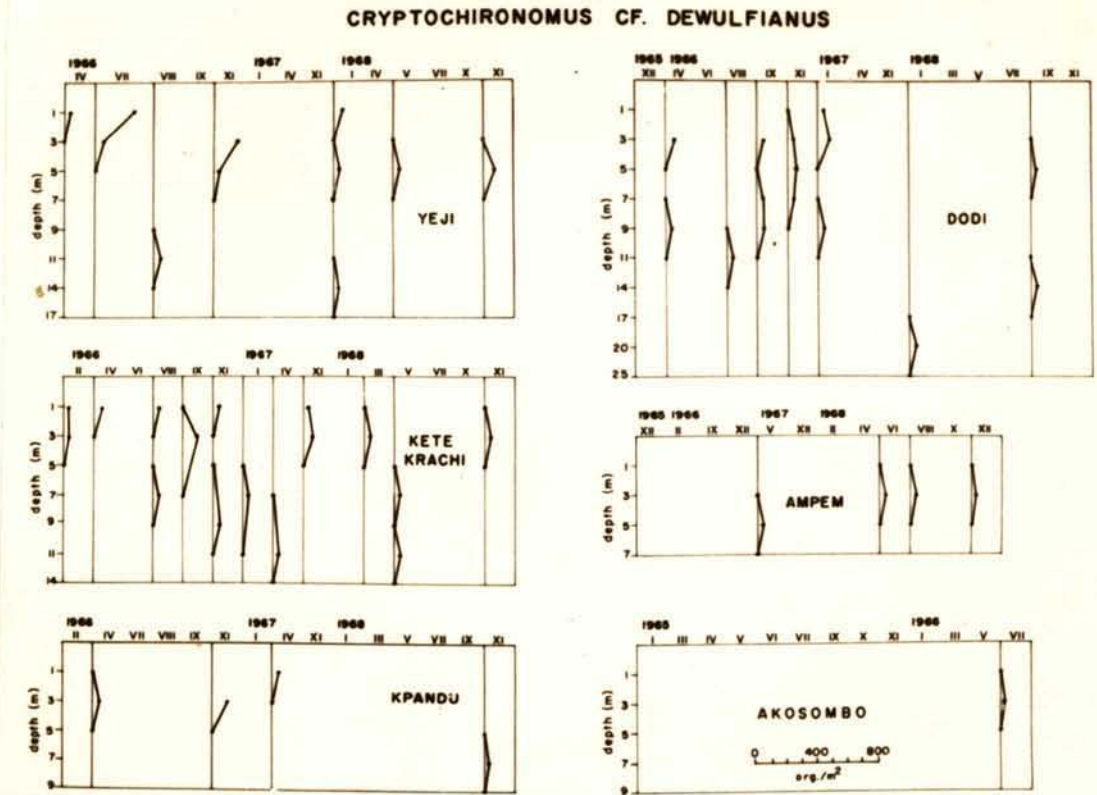 CRYPTOCHIRONOMUS CF. DEWULFIANUS
1966 1967 1968
IV VII VIII IX XI I IV XI I IV V VII X XI
1
3
5
7
9
11
14
17
depth (m)
YEJI
1965 1966 1967 1968
XII IV VI VIII IX XI I IV XI I III V VII IX XI
1
3
5
7
9
11
14
17
20
25
depth (m)
DODI
1966 1967 1968
II IV VI VIII IX XI I IV XI I III V VII X XI
1
3
5
7
9
11
14
depth (m)
KETE
KRACHI
1965 1966 1967 1968
XII II IX XII V XII II IV VI VIII X XII
1
3
5
7
depth (m)
AMPEM
1966 1967 1968
II IV VII VIII IX XI I IV XI I III V VII IX XI
1
3
5
7
9
depth (m)
KPANDU
1965 1966
I III IV V VI VII IX X XI I III V VII
1
3
5
7
9
depth (m)
AKOSOMBO
0 400 800
org./m²